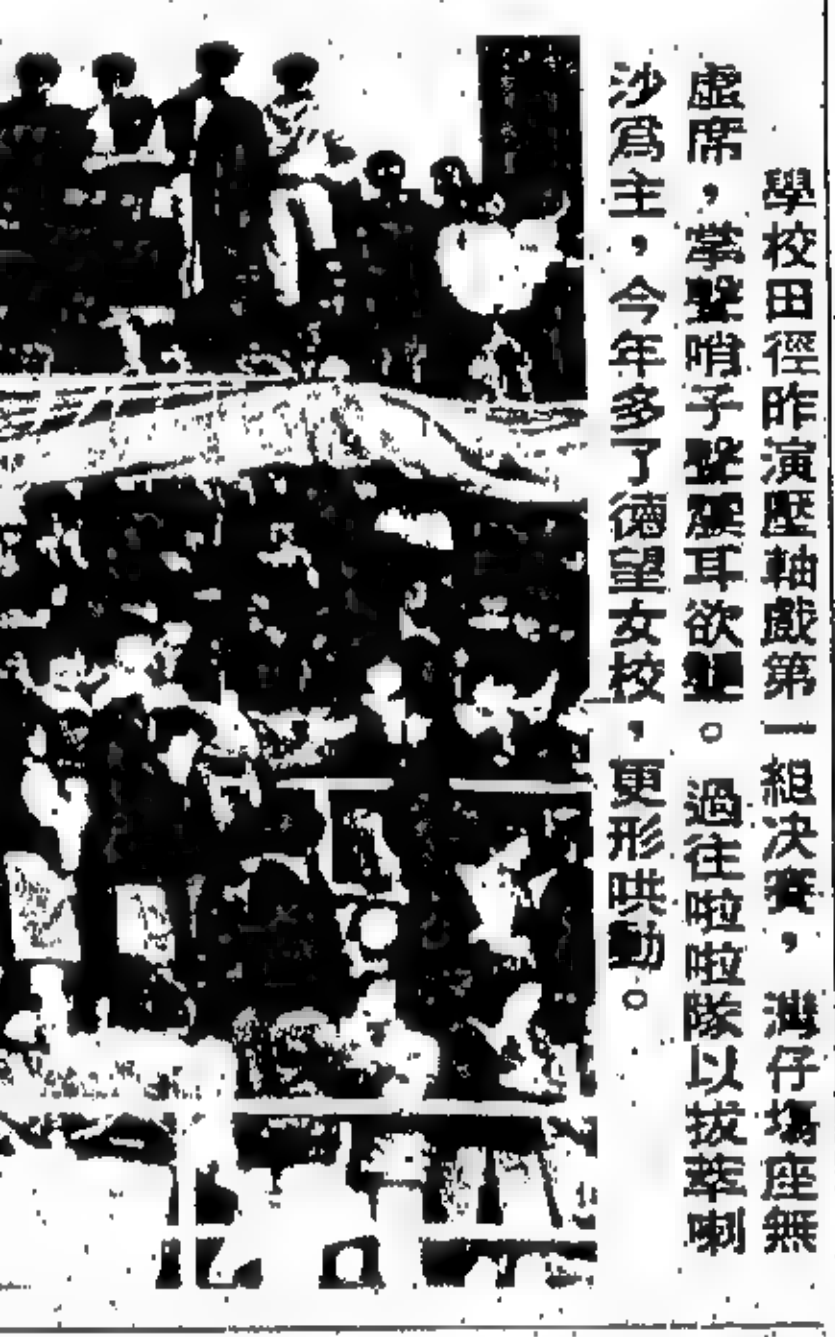 學校田徑昨演壓軸戲第一組決賽，灣仔塲座無
虛席，掌聲哨子聲震耳欲聾。過往啦啦隊以拔萃喇
沙爲主，今年多了德望女校，更形哄動。